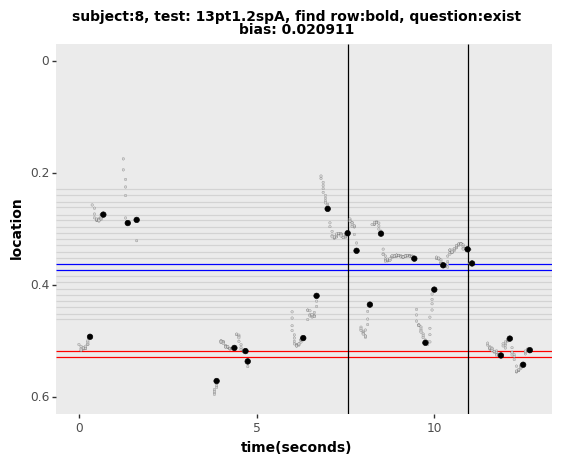 subject:8, test: 13pt1.2spA, find row:bold, question:exist
bias: 0.020911
0
0.2
0.4
0.6
location
0
5
10
time(seconds)